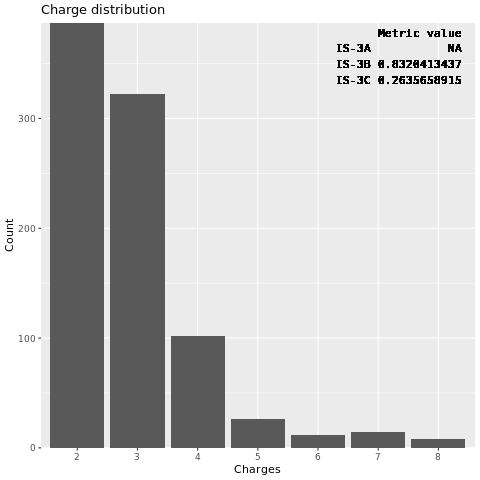 Charge distribution
Metric value
IS-3A NA
IS-3B 0.8320413437
IS-3C 0.2635658915
300
200
100
0
Count
2 3 4 5 6 7 8
Charges